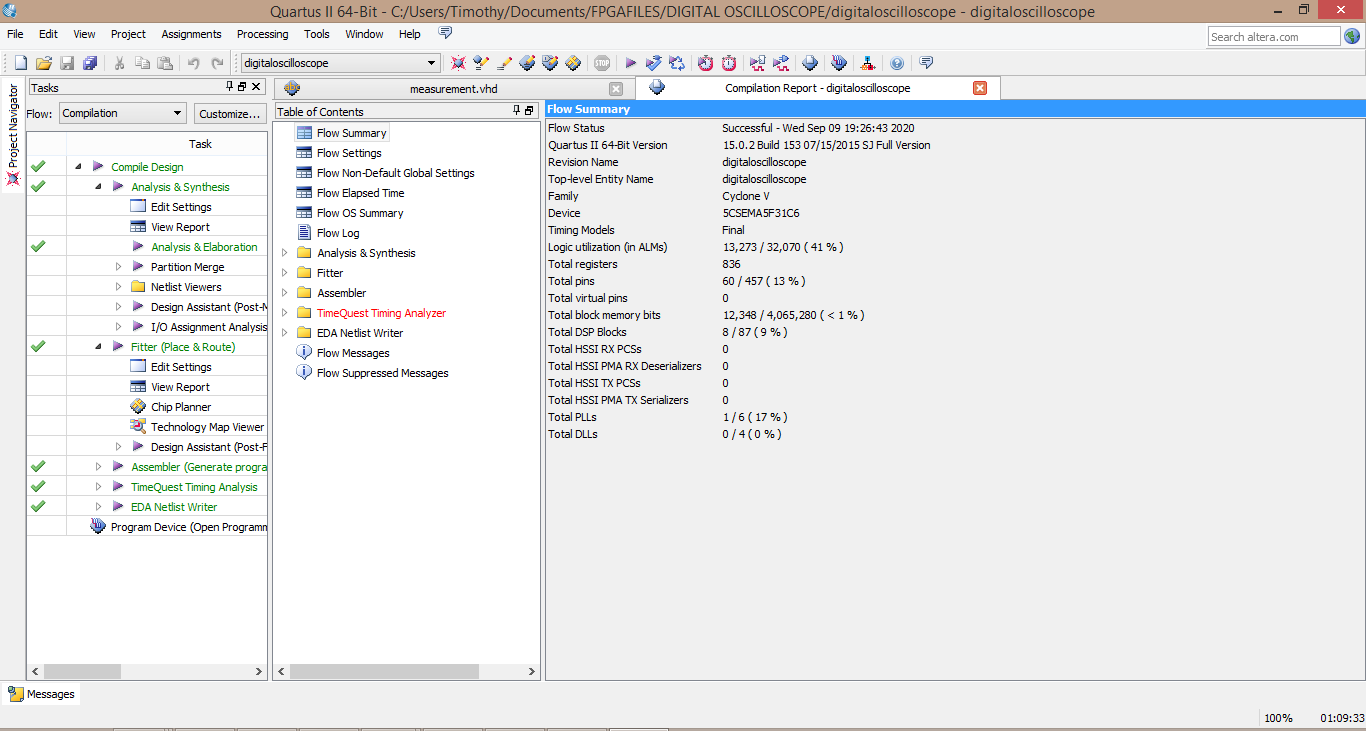 Quartus II 64-Bit - C:/Users/Timothy/Documents/FPGAFILES/DIGITAL OSCILLOSCOPE/digitaloscilloscope - digitaloscilloscope
File Edit View Project Assignments Processing Tools Window Help
Search altera.com
digitaloscilloscope
STOP
Project Navigator
Tasks
Flow: Compilation Customize...
Task
Compile Design
Analysis & Synthesis
Edit Settings
View Report
Analysis & Elaboration
Partition Merge
Netlist Viewers
Design Assistant (Post-M
I/O Assignment Analysis
Fitter (Place & Route)
Edit Settings
View Report
Chip Planner
Technology Map Viewer
Design Assistant (Post-F
Assembler (Generate progra
TimeQuest Timing Analysis
EDA Netlist Writer
Program Device (Open Programm
measurement.vhd
Compilation Report - digitaloscilloscope
Table of Contents
Flow Summary
Flow Settings
Flow Non-Default Global Settings
Flow Elapsed Time
Flow OS Summary
Flow Log
Analysis & Synthesis
Fitter
Assembler
TimeQuest Timing Analyzer
EDA Netlist Writer
Flow Messages
Flow Suppressed Messages
Flow Summary
Flow Status Successful - Wed Sep 09 19:26:43 2020
Quartus II 64-Bit Version 15.0.2 Build 153 07/15/2015 SJ Full Version
Revision Name digitaloscilloscope
Top-level Entity Name digitaloscilloscope
Family Cyclone V
Device 5CSEMA5F31C6
Timing Models Final
Logic utilization (in ALMs) 13,273 / 32,070 ( 41 % )
Total registers 836
Total pins 60 / 457 ( 13 % )
Total virtual pins 0
Total block memory bits 12,348 / 4,065,280 ( < 1 % )
Total DSP Blocks 8 / 87 ( 9 % )
Total HSSI RX PCSs 0
Total HSSI PMA RX Deserializers 0
Total HSSI TX PCSs 0
Total HSSI PMA TX Serializers 0
Total PLLs 1 / 6 ( 17 % )
Total DLLs 0 / 4 ( 0 % )
Messages
100% 01:09:33